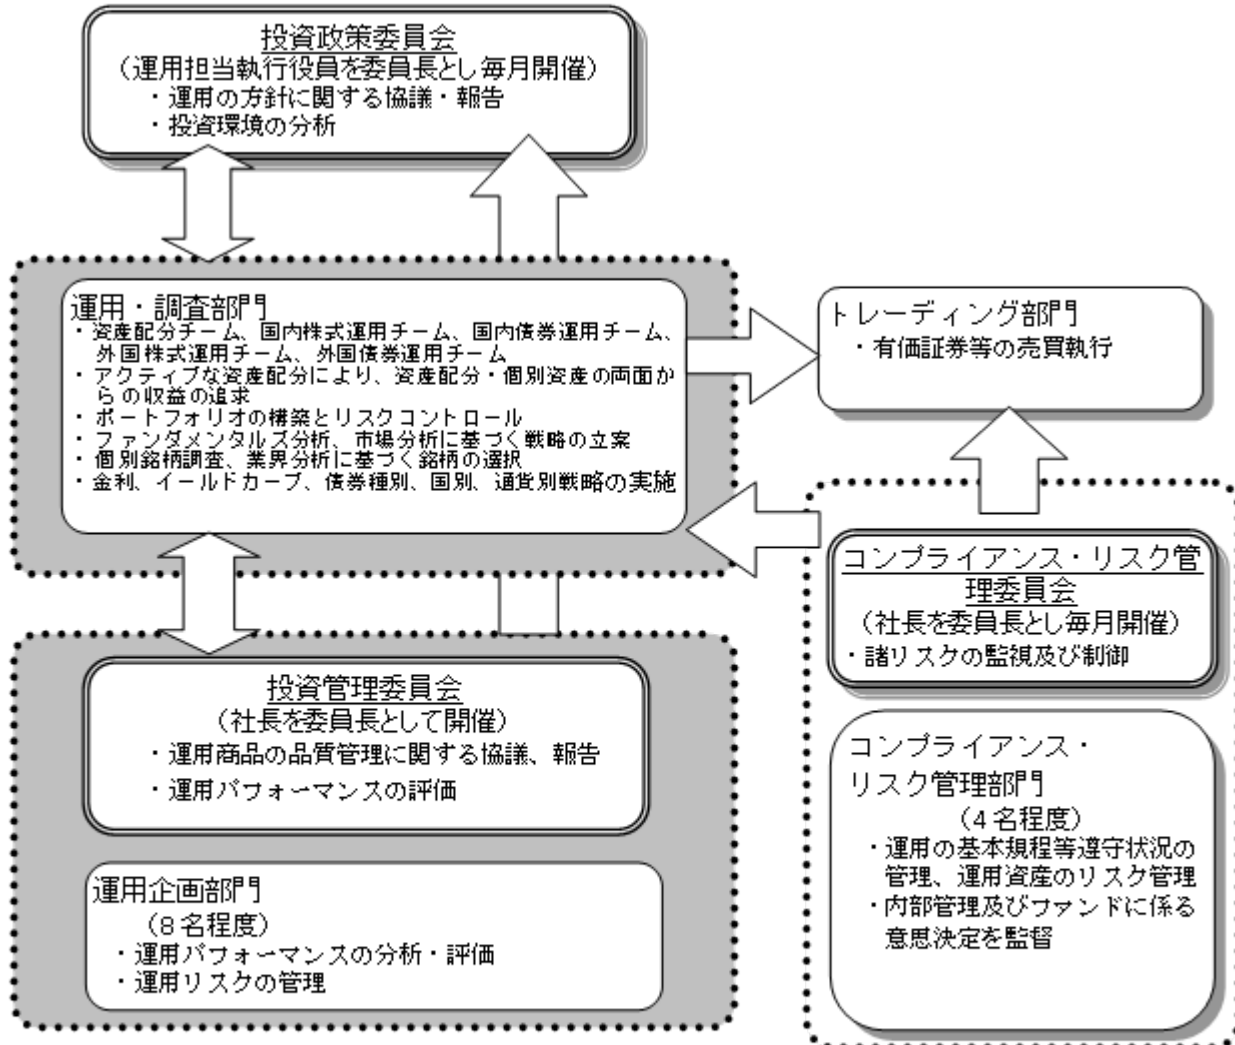 投資政策委員会
（運用担当執行役員を委員長とし毎月開催）
・運用の方針に関する協議・報告
・投資環境の分析
運用・調査部門
・資産配分チーム、国内株式運用チーム、国内債券運用チーム、
外国株式運用チーム、外国債券運用チーム
・アクティブな資産配分により、資産配分・個別資産の両面か
らの収益の追求
・ポートフォリオの構築とリスクコントロール
・ファンダメンタルズ分析、市場分析に基づく戦略の立案
・個別銘柄調査、業界分析に基づく銘柄の選択
・金利、イールドカーブ、債券種別、国別、通貨別戦略の実施
トレーディング部門
・有価証券等の売買執行
コンプライアンス・リスク管
理委員会
（社長を委員長とし毎月開催）
・諸リスクの監視及び制御
投資管理委員会
（社長を委員長として開催）
・運用商品の品質管理に関する協議、報告
・運用パフォーマンスの評価
コンプライアンス・
リスク管理部門
（4名程度）
・運用の基本規程等遵守状況の
管理、運用資産のリスク管理
・内部管理及びファンドに係る
意思決定を監督
運用企画部門
（8名程度）
・運用パフォーマンスの分析・評価
・運用リスクの管理